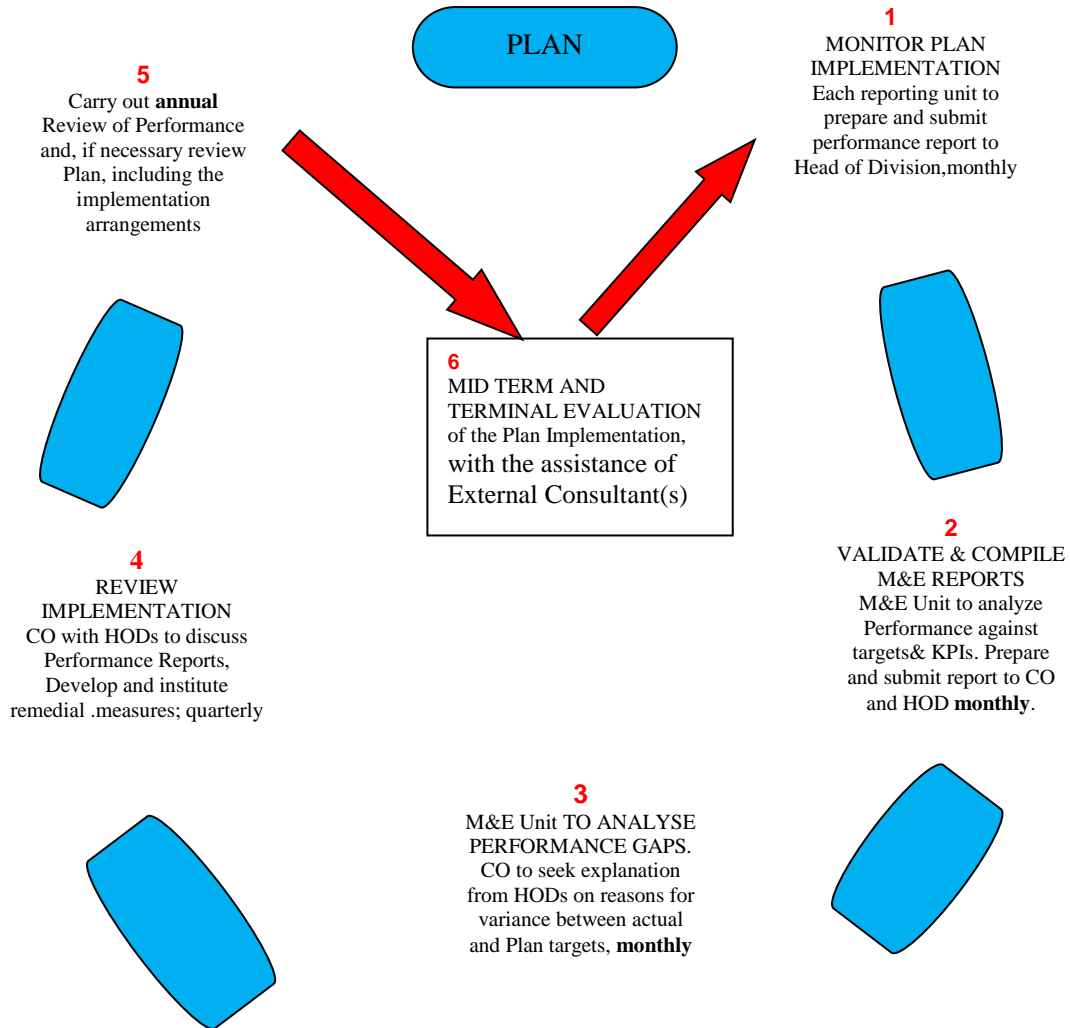 PLAN
1
MONITOR PLAN
IMPLEMENTATION
Each reporting unit to
prepare and submit
performance report to
Head of Division,monthly
2
VALIDATE & COMPILE
M&E REPORTS
M&E Unit to analyze
Performance against
targets& KPIs. Prepare
and submit report to CO
and HOD monthly.
3
M&E Unit TO ANALYSE
PERFORMANCE GAPS.
CO to seek explanation
from HODs on reasons for
variance between actual
and Plan targets, monthly
4
REVIEW
IMPLEMENTATION
CO with HODs to discuss
Performance Reports,
Develop and institute
remedial .measures; quarterly
5
Carry out annual
Review of Performance
and, if necessary review
Plan, including the
implementation
arrangements
6
MID TERM AND
TERMINAL EVALUATION
of the Plan Implementation,
with the assistance of
External Consultant(s)